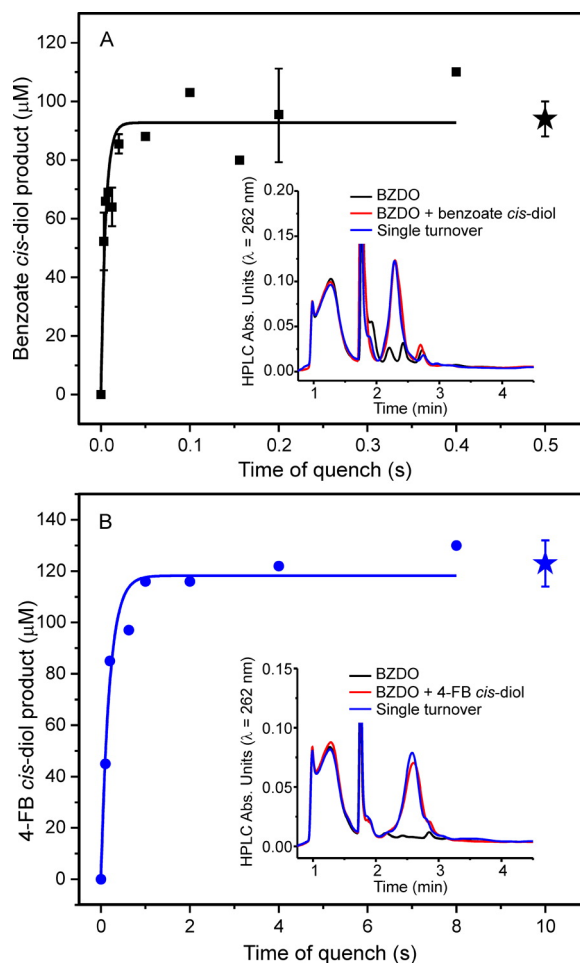 A
Benzoate cis-diol product (μM)
120
100
80
60
40
20
0
0.0 0.1 0.2 0.3 0.4 0.5
Time of quench (s)
HPLC Abs. Units (λ = 262 nm)
0.20
0.15
0.10
0.05
0.00
BZDO
BZDO + benzoate cis-diol
Single turnover
1 2 3 4
Time (min)
B
4-FB cis-diol product (μM)
140
120
100
80
60
40
20
0
0 2 4 6 8 10
Time of quench (s)
HPLC Abs. Units (λ = 262 nm)
0.15
0.10
0.05
0.00
BZDO
BZDO + 4-FB cis-diol
Single turnover
1 2 3 4
Time (min)